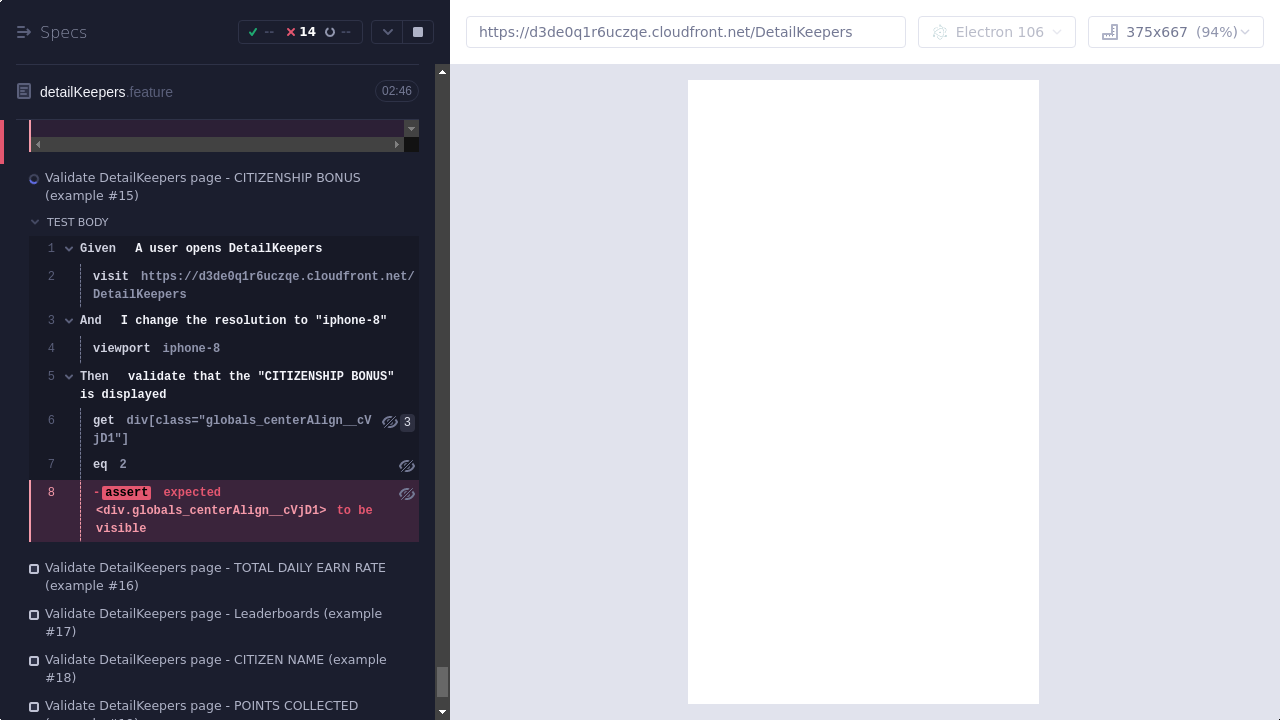 Specs
-- 14 --
https://d3de0q1r6uczqe.cloudfront.net/DetailKeepers
Electron 106
375x667 (94%)
detailKeepers.feature
02:46
Validate DetailKeepers page - CITIZENSHIP BONUS
(example #15)
TEST BODY
1 Given A user opens DetailKeepers
2 visit https://d3de0q1r6uczqe.cloudfront.net/
DetailKeepers
3 And I change the resolution to "iphone-8"
4 viewport iphone-8
5 Then validate that the "CITIZENSHIP BONUS"
is displayed
6 get div[class="globals_centerAlign__cV 3
jD1"]
7 eq 2
8 -assert expected
<div.globals_centerAlign__cVjD1> to be
visible
Validate DetailKeepers page - TOTAL DAILY EARN RATE
(example #16)
Validate DetailKeepers page - Leaderboards (example
#17)
Validate DetailKeepers page - CITIZEN NAME (example
#18)
Validate DetailKeepers page - POINTS COLLECTED